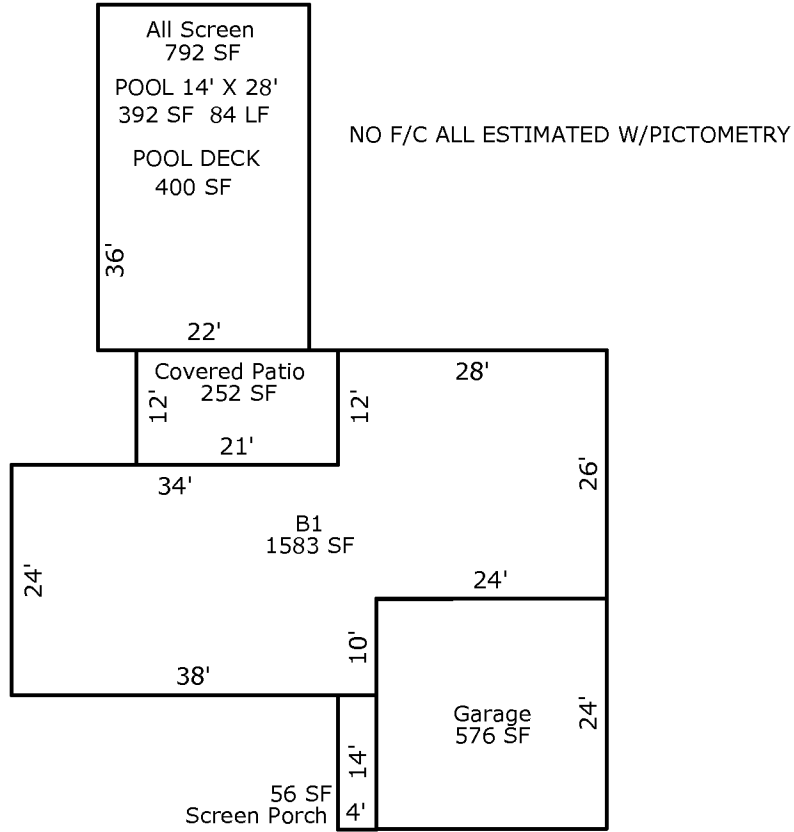 All Screen
792 SF
POOL 14' X 28'
392 SF 84 LF
NO F/C ALL ESTIMATED W/PICTOMETRY
POOL DECK
400 SF
36'
22'
Covered Patio
252 SF
28'
12'
12'
21'
26'
34'
B1
1583 SF
24'
24'
10'
38'
Garage
576 SF
24'
14'
56 SF
Screen Porch
4'